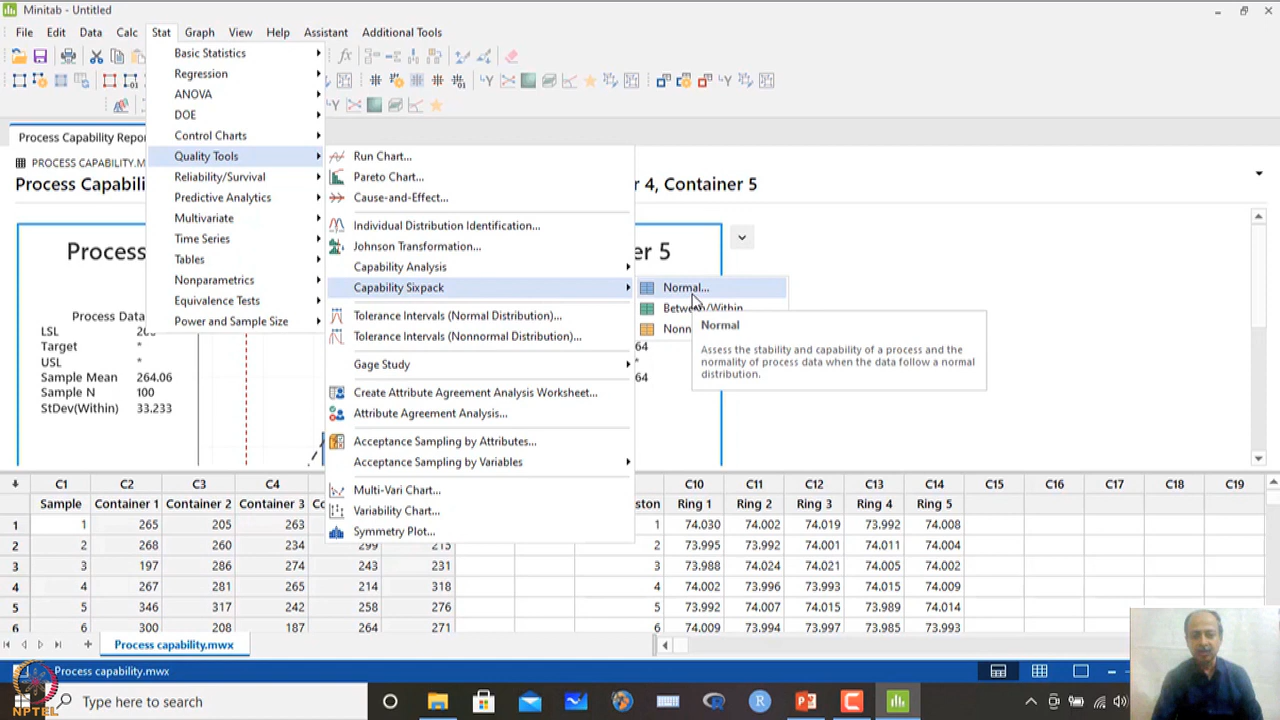 Minitab - Untitled
File Edit Data Calc Stat Graph View Help Assistant Additional Tools
Basic Statistics
Regression
ANOVA
DOE
Control Charts
Quality Tools
Reliability/Survival
Predictive Analytics
Multivariate
Time Series
Tables
Nonparametrics
Equivalence Tests
Power and Sample Size
Run Chart...
Pareto Chart...
Cause-and-Effect...
Individual Distribution Identification...
Johnson Transformation...
Capability Analysis
Capability Sixpack
Tolerance Intervals (Normal Distribution)...
Tolerance Intervals (Nonnormal Distribution)...
Gage Study
Create Attribute Agreement Analysis Worksheet...
Attribute Agreement Analysis...
Acceptance Sampling by Attributes...
Acceptance Sampling by Variables
Multi-Vari Chart...
Variability Chart...
Symmetry Plot...
Normal...
Between/Within
Nonn
Normal
Assess the stability and capability of a process and the
normality of process data when the data follow a normal
distribution.
Process Capability Repor
PROCESS CAPABILITY.M
Process Capabili r 4, Container 5
Process er 5
Process Data
LSL 200
Target *
USL *
Sample Mean 264.06
Sample N 100
StDev(Within) 33.233
64
64
C1 C2 C3 C4 C10 C11 C12 C13 C14 C15 C16 C17 C18 C19
Sample Container 1 Container 2 Container 3 Co ston Ring 1 Ring 2 Ring 3 Ring 4 Ring 5
1 1 265 205 263 1 74.030 74.002 74.019 73.992 74.008
2 2 268 260 234 299 215 2 73.995 73.992 74.001 74.011 74.004
3 3 197 286 274 243 231 3 73.988 74.024 74.021 74.005 74.002
4 4 267 281 265 214 318 4 74.002 73.996 73.993 74.015 74.009
5 5 346 317 242 258 276 5 73.992 74.007 74.015 73.989 74.014
6 6 300 208 187 264 271 6 74.009 73.994 73.997 73.985 73.993
Process capability.mwx
Process capability.mwx
Type here to search
NPTEL